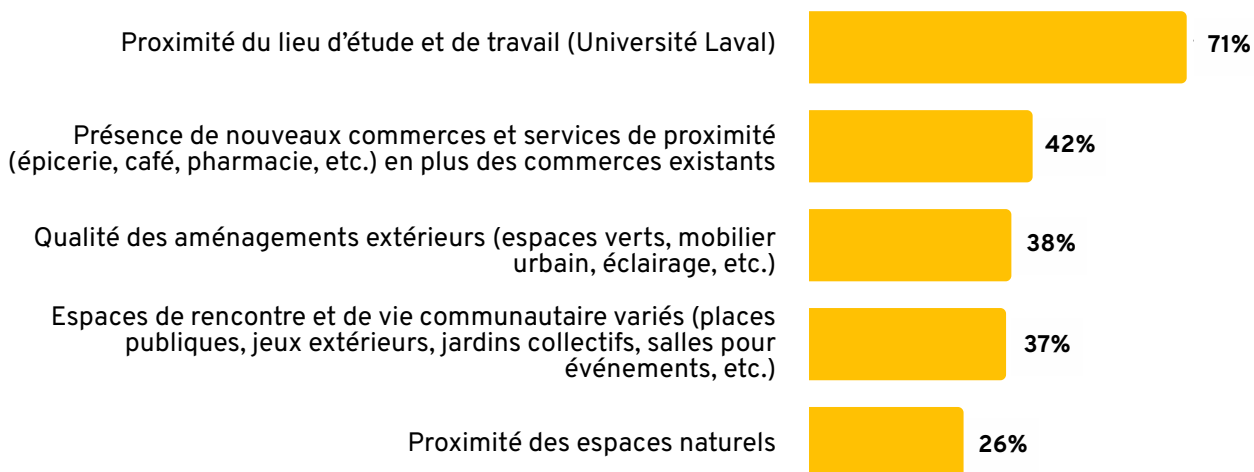 Proximité du lieu d’étude et de travail (Université Laval)
71%
Présence de nouveaux commerces et services de proximité
(épicerie, café, pharmacie, etc.) en plus des commerces existants
42%
Qualité des aménagements extérieurs (espaces verts, mobilier
urbain, éclairage, etc.)
38%
Espaces de rencontre et de vie communautaire variés (places
publiques, jeux extérieurs, jardins collectifs, salles pour
événements, etc.)
37%
Proximité des espaces naturels
26%